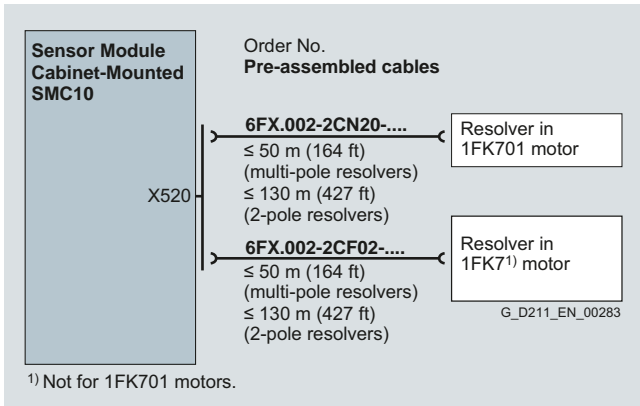 Sensor Module
Cabinet-Mounted
SMC10
Order No.
Pre-assembled cables
6FX.002-2CN20-....
≤ 50 m (164 ft)
(multi-pole resolvers)
≤ 130 m (427 ft)
(2-pole resolvers)
Resolver in
1FK701 motor
X520
6FX.002-2CF02-....
≤ 50 m (164 ft)
(multi-pole resolvers)
≤ 130 m (427 ft)
(2-pole resolvers)
Resolver in
1FK7¹⁾ motor
G_D211_EN_00283
¹⁾ Not for 1FK701 motors.